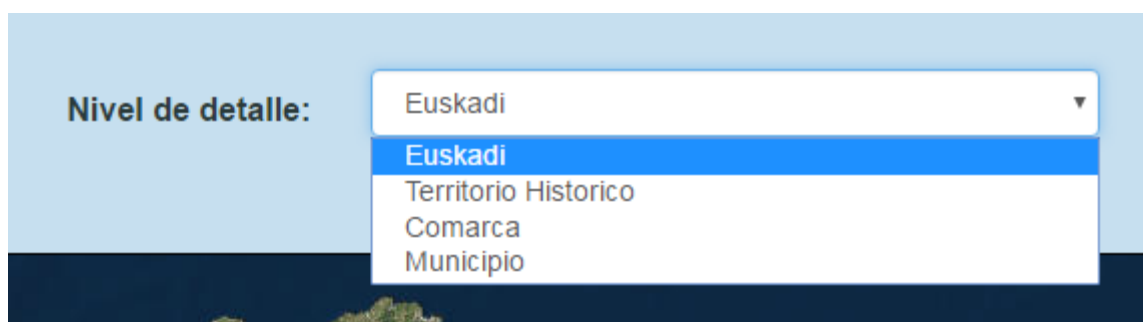 Nivel de detalle: Euskadi
Euskadi
Territorio Historico
Comarca
Municipio